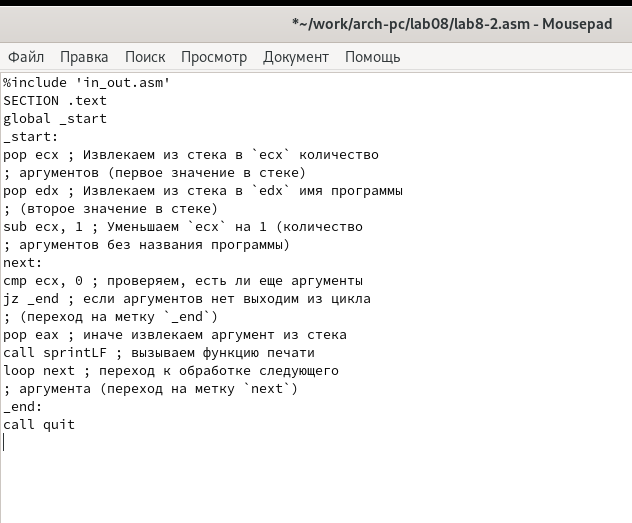 *~/work/arch-pc/lab08/lab8-2.asm - Mousepad
Файл Правка Поиск Просмотр Документ Помощь
%include 'in_out.asm'
SECTION .text
global _start
_start:
pop ecx ; Извлекаем из стека в `ecx` количество
; аргументов (первое значение в стеке)
pop edx ; Извлекаем из стека в `edx` имя программы
; (второе значение в стеке)
sub ecx, 1 ; Уменьшаем `ecx` на 1 (количество
; аргументов без названия программы)
next:
cmp ecx, 0 ; проверяем, есть ли еще аргументы
jz _end ; если аргументов нет выходим из цикла
; (переход на метку `_end`)
pop eax ; иначе извлекаем аргумент из стека
call sprintLF ; вызываем функцию печати
loop next ; переход к обработке следующего
; аргумента (переход на метку `next`)
_end:
call quit